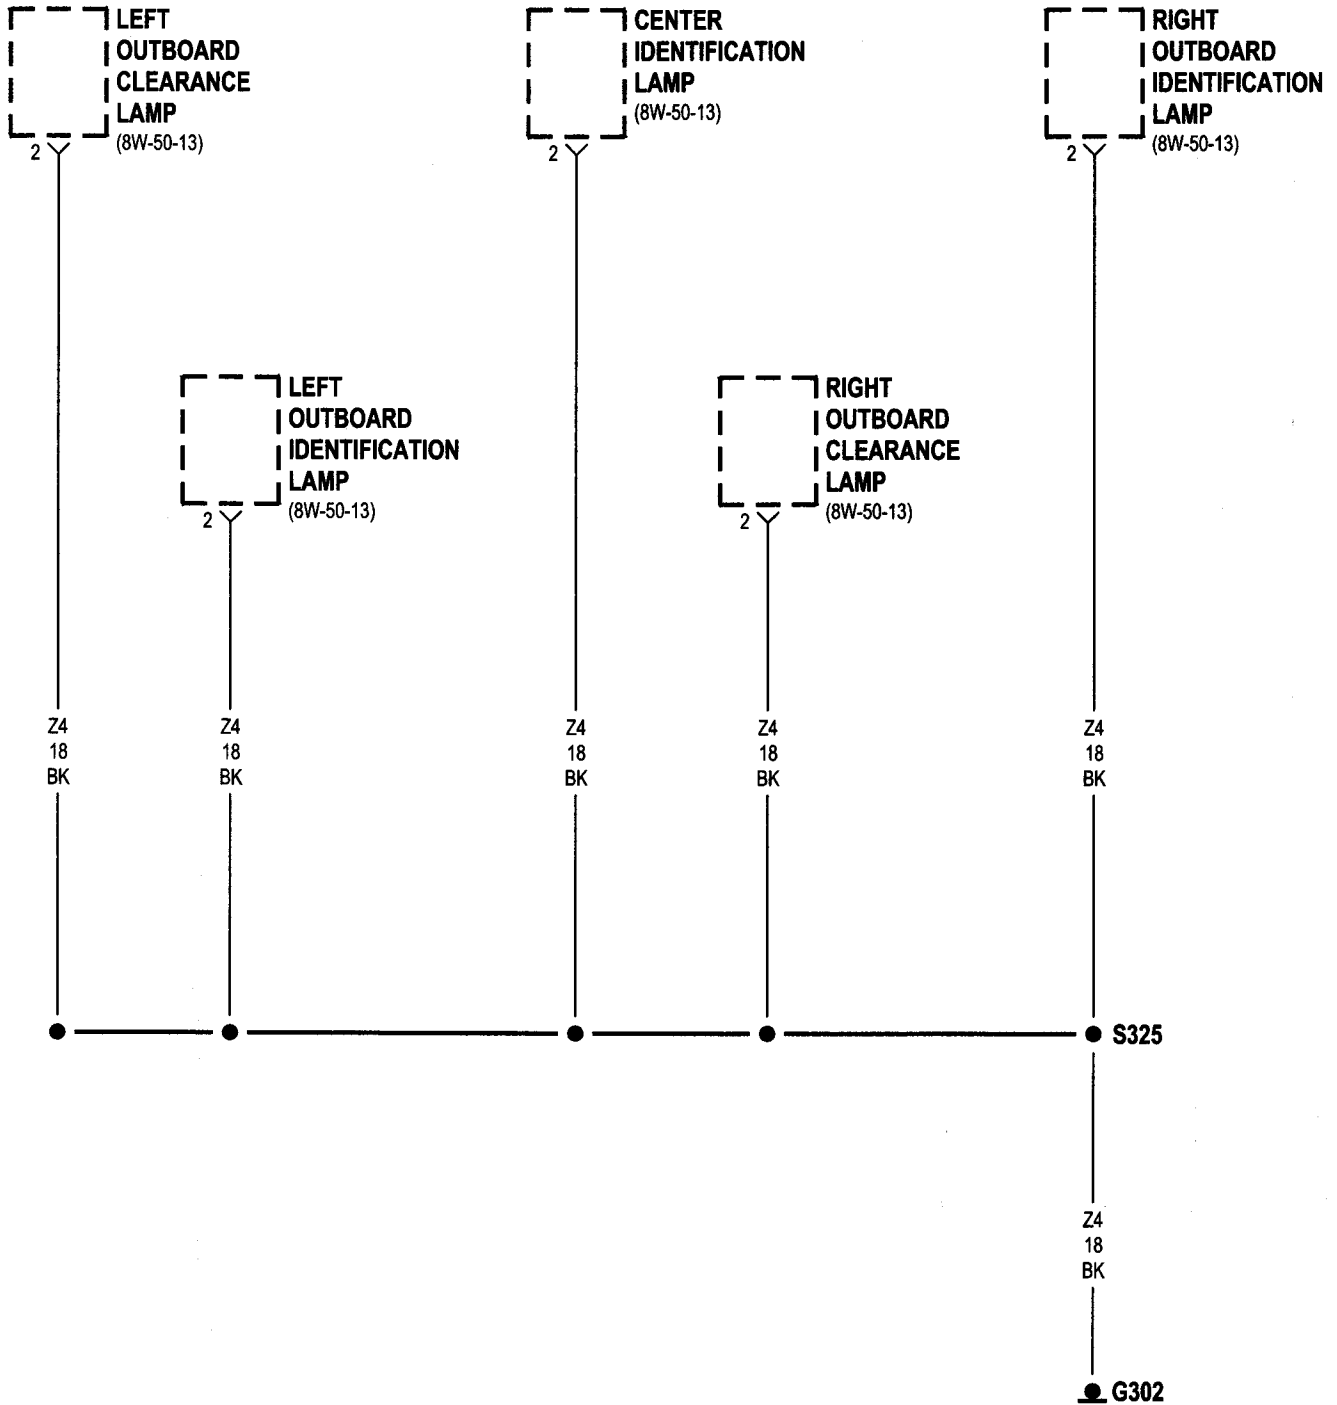 LEFT
OUTBOARD
CLEARANCE
LAMP
(8W-50-13)
2
CENTER
IDENTIFICATION
LAMP
(8W-50-13)
2
RIGHT
OUTBOARD
IDENTIFICATION
LAMP
(8W-50-13)
2
LEFT
OUTBOARD
IDENTIFICATION
LAMP
(8W-50-13)
2
RIGHT
OUTBOARD
CLEARANCE
LAMP
(8W-50-13)
2
Z4
18
BK
Z4
18
BK
Z4
18
BK
Z4
18
BK
Z4
18
BK
S325
Z4
18
BK
G302